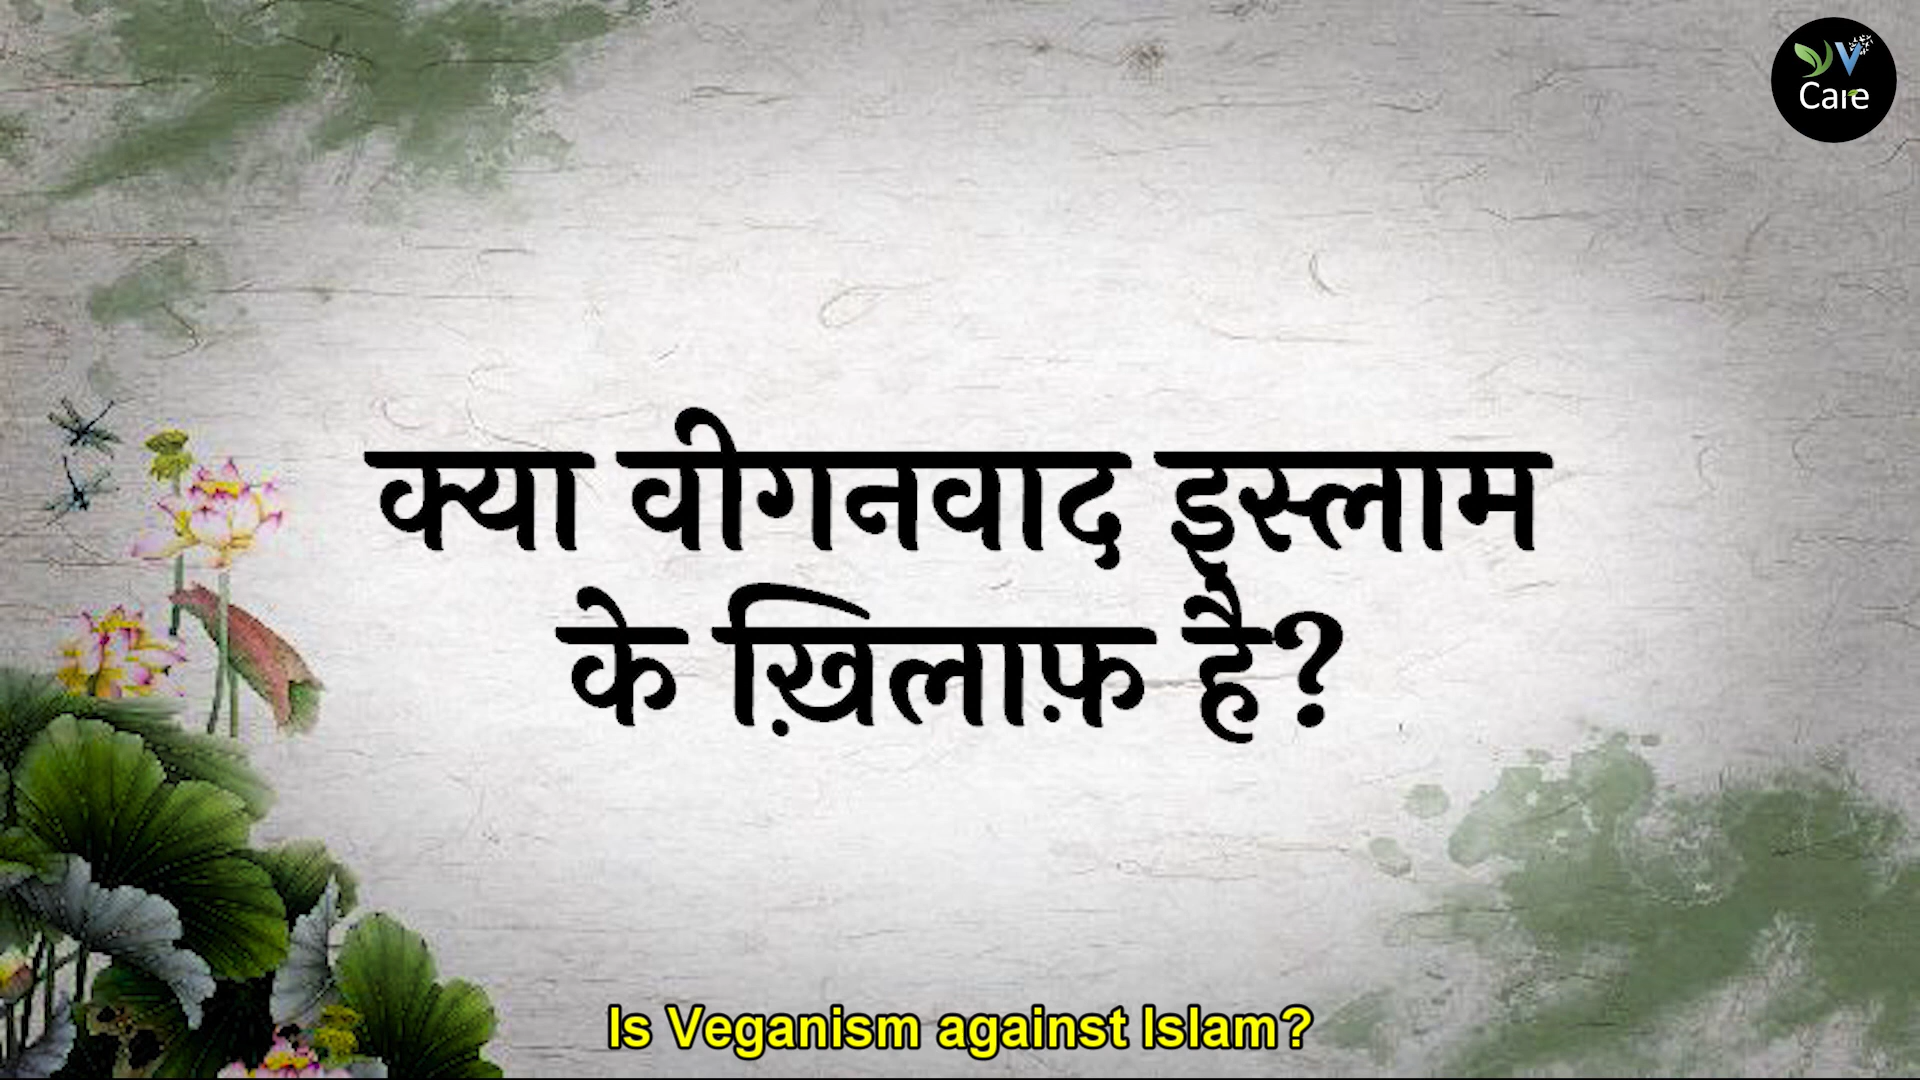 V
Care
क्या वीगनवाद इस्लाम
के ख़िलाफ़ है?
Is Veganism against Islam?